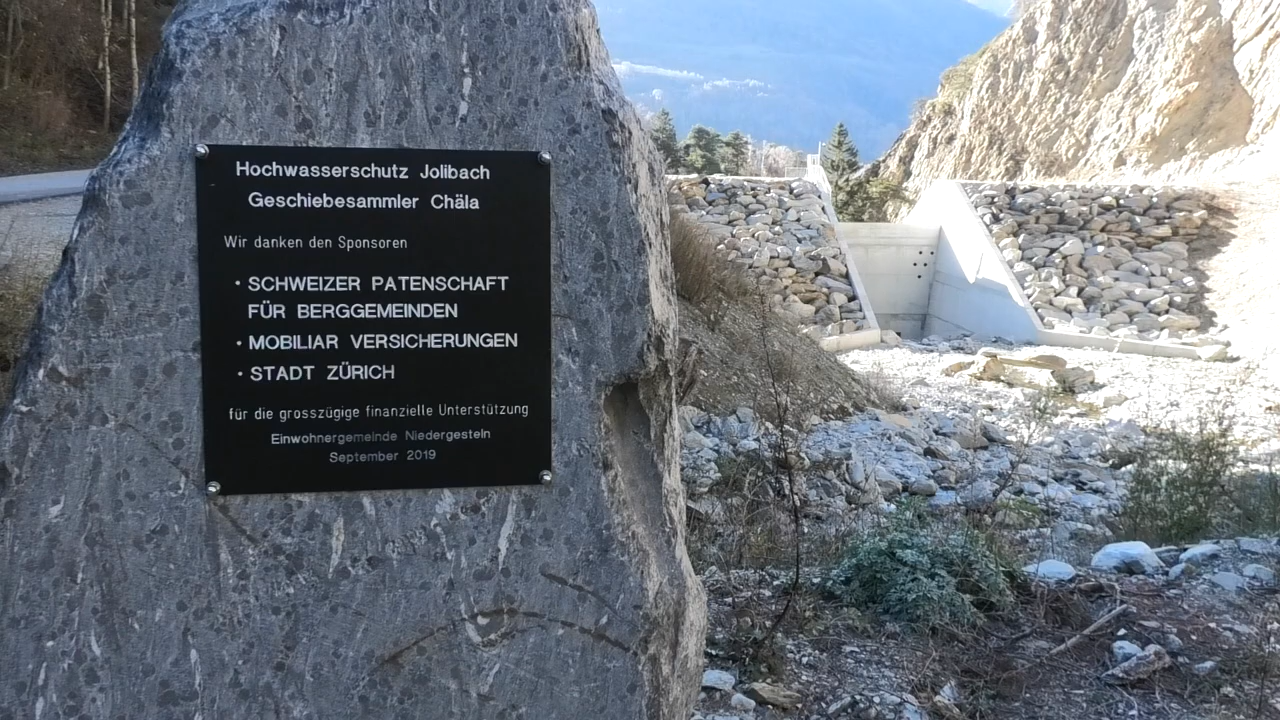 Hochwasserschutz Jolibach
Geschiebesammler Chäla
Wir danken den Sponsoren
• SCHWEIZER PATENSCHAFT
FÜR BERGGEMEINDEN
• MOBILIAR VERSICHERUNGEN
• STADT ZÜRICH
für die grosszügige finanzielle Unterstützung
Einwohnergemeinde Niedergesteln
September 2019